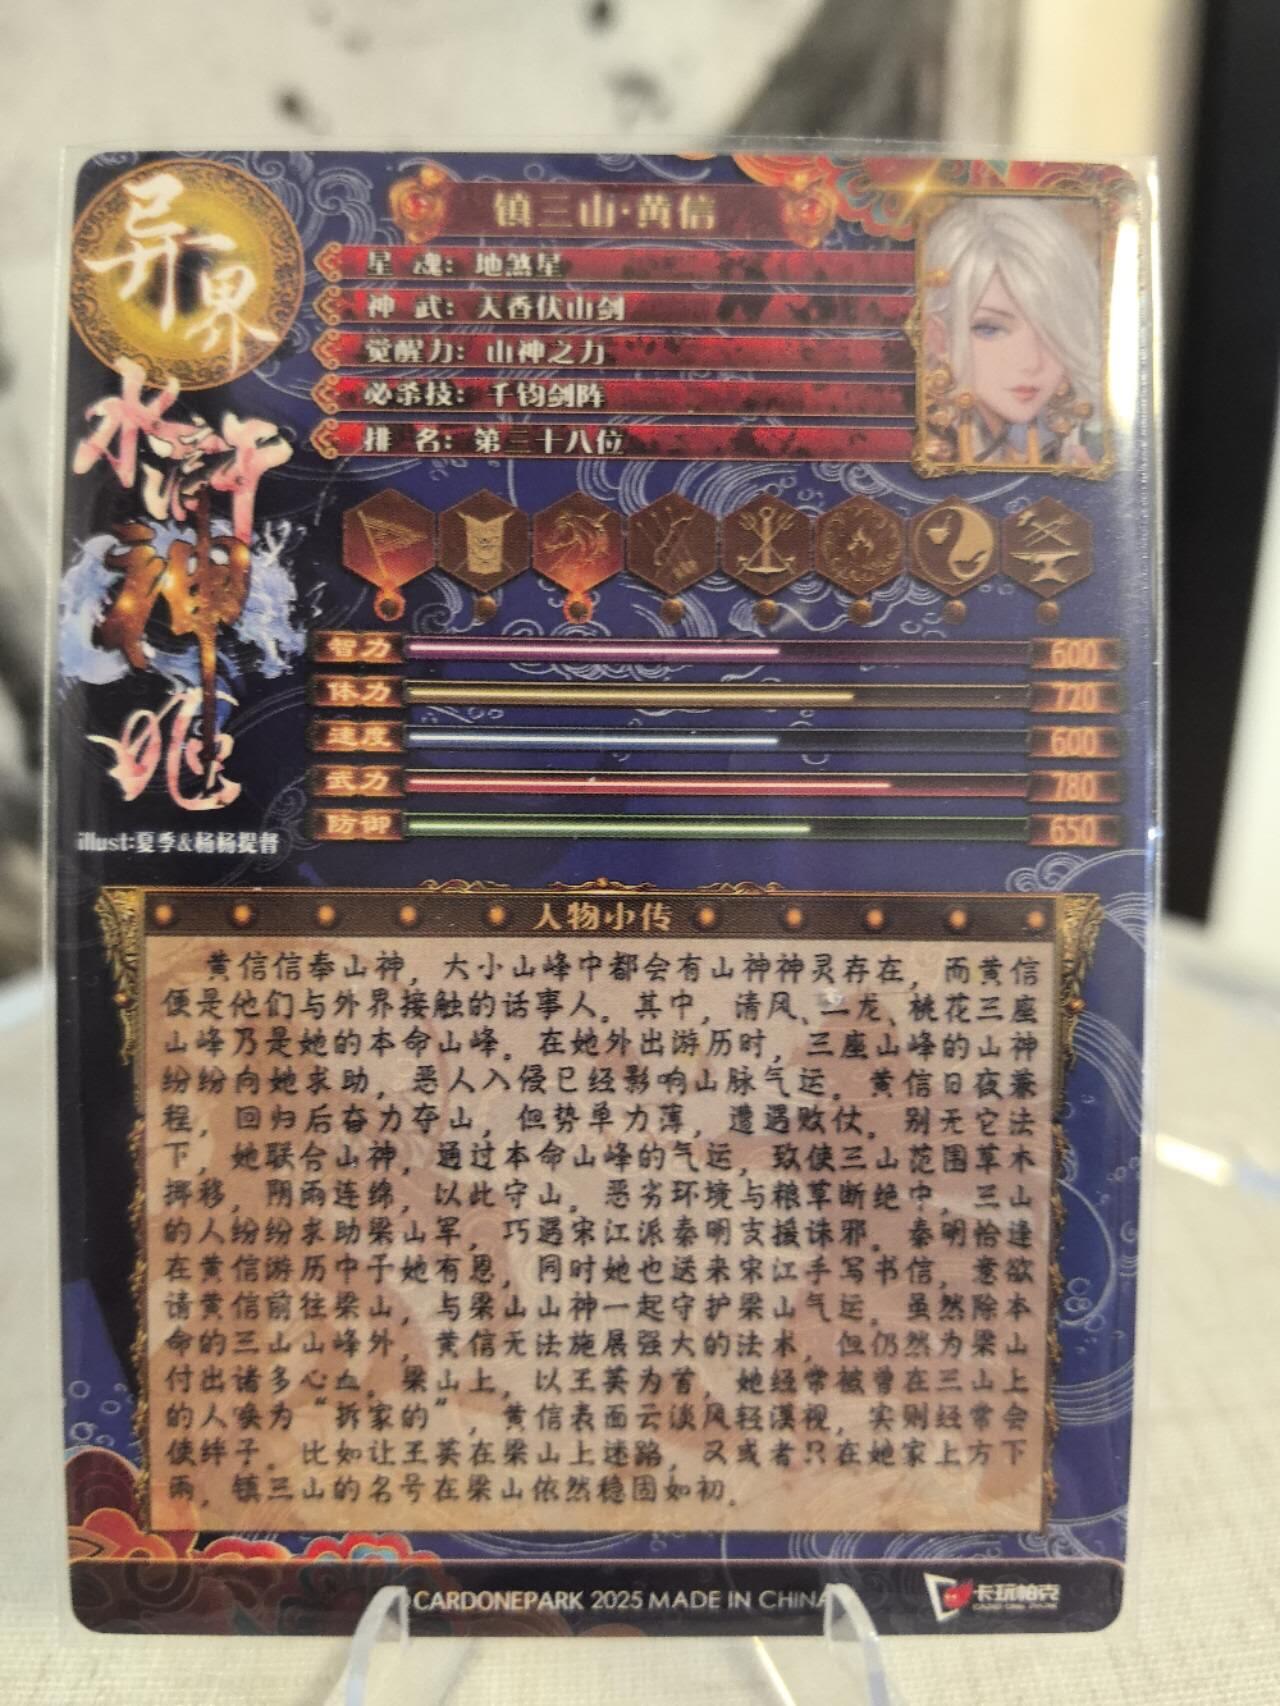 异界
水浒
神
镇三山·黄信
星 魂：地煞星
神 武：天香伏山剑
觉醒力：山神之力
必杀技：千钧剑阵
排 名：第三十八位
智力 600
体力 720
速度 600
武力 780
防御 650
illust:夏季&杨杨提督
人物小传
黄信信奉山神，大小山峰中都会有山神神灵存在，而黄信
便是他们与外界接触的话事人。其中，清风、二龙、桃花三座
山峰乃是她的本命山峰。在她外出游历时，三座山峰的山神
纷纷向她求助，恶人入侵已经影响山脉气运。黄信日夜兼
程，回归后奋力夺山，但势单力薄，遭遇败仗。别无它法
下，她联合山神，通过本命山峰的气运，致使三山范围草木
挪移，阴雨连绵，以此守山。恶劣环境与粮草断绝中，三山
的人纷纷求助梁山军，巧遇宋江派秦明支援诛邪。秦明恰逢
在黄信游历中于她有恩，同时她也送来宋江手写书信，意欲
请黄信前往梁山，与梁山山神一起守护梁山气运。虽然除本
命的三山山峰外，黄信无法施展强大的法术，但仍然为梁山
付出诸多心血。梁山上，以王英为首，她经常被曾在三山上
的人唤为“拆家的”，黄信表面云淡风轻漠视，实则经常会
使绊子。比如让王英在梁山上迷路，又或者只在她家上方下
雨，镇三山的名号在梁山依然稳固如初。
CARDONEPARK 2025 MADE IN CHINA
卡玩帕克